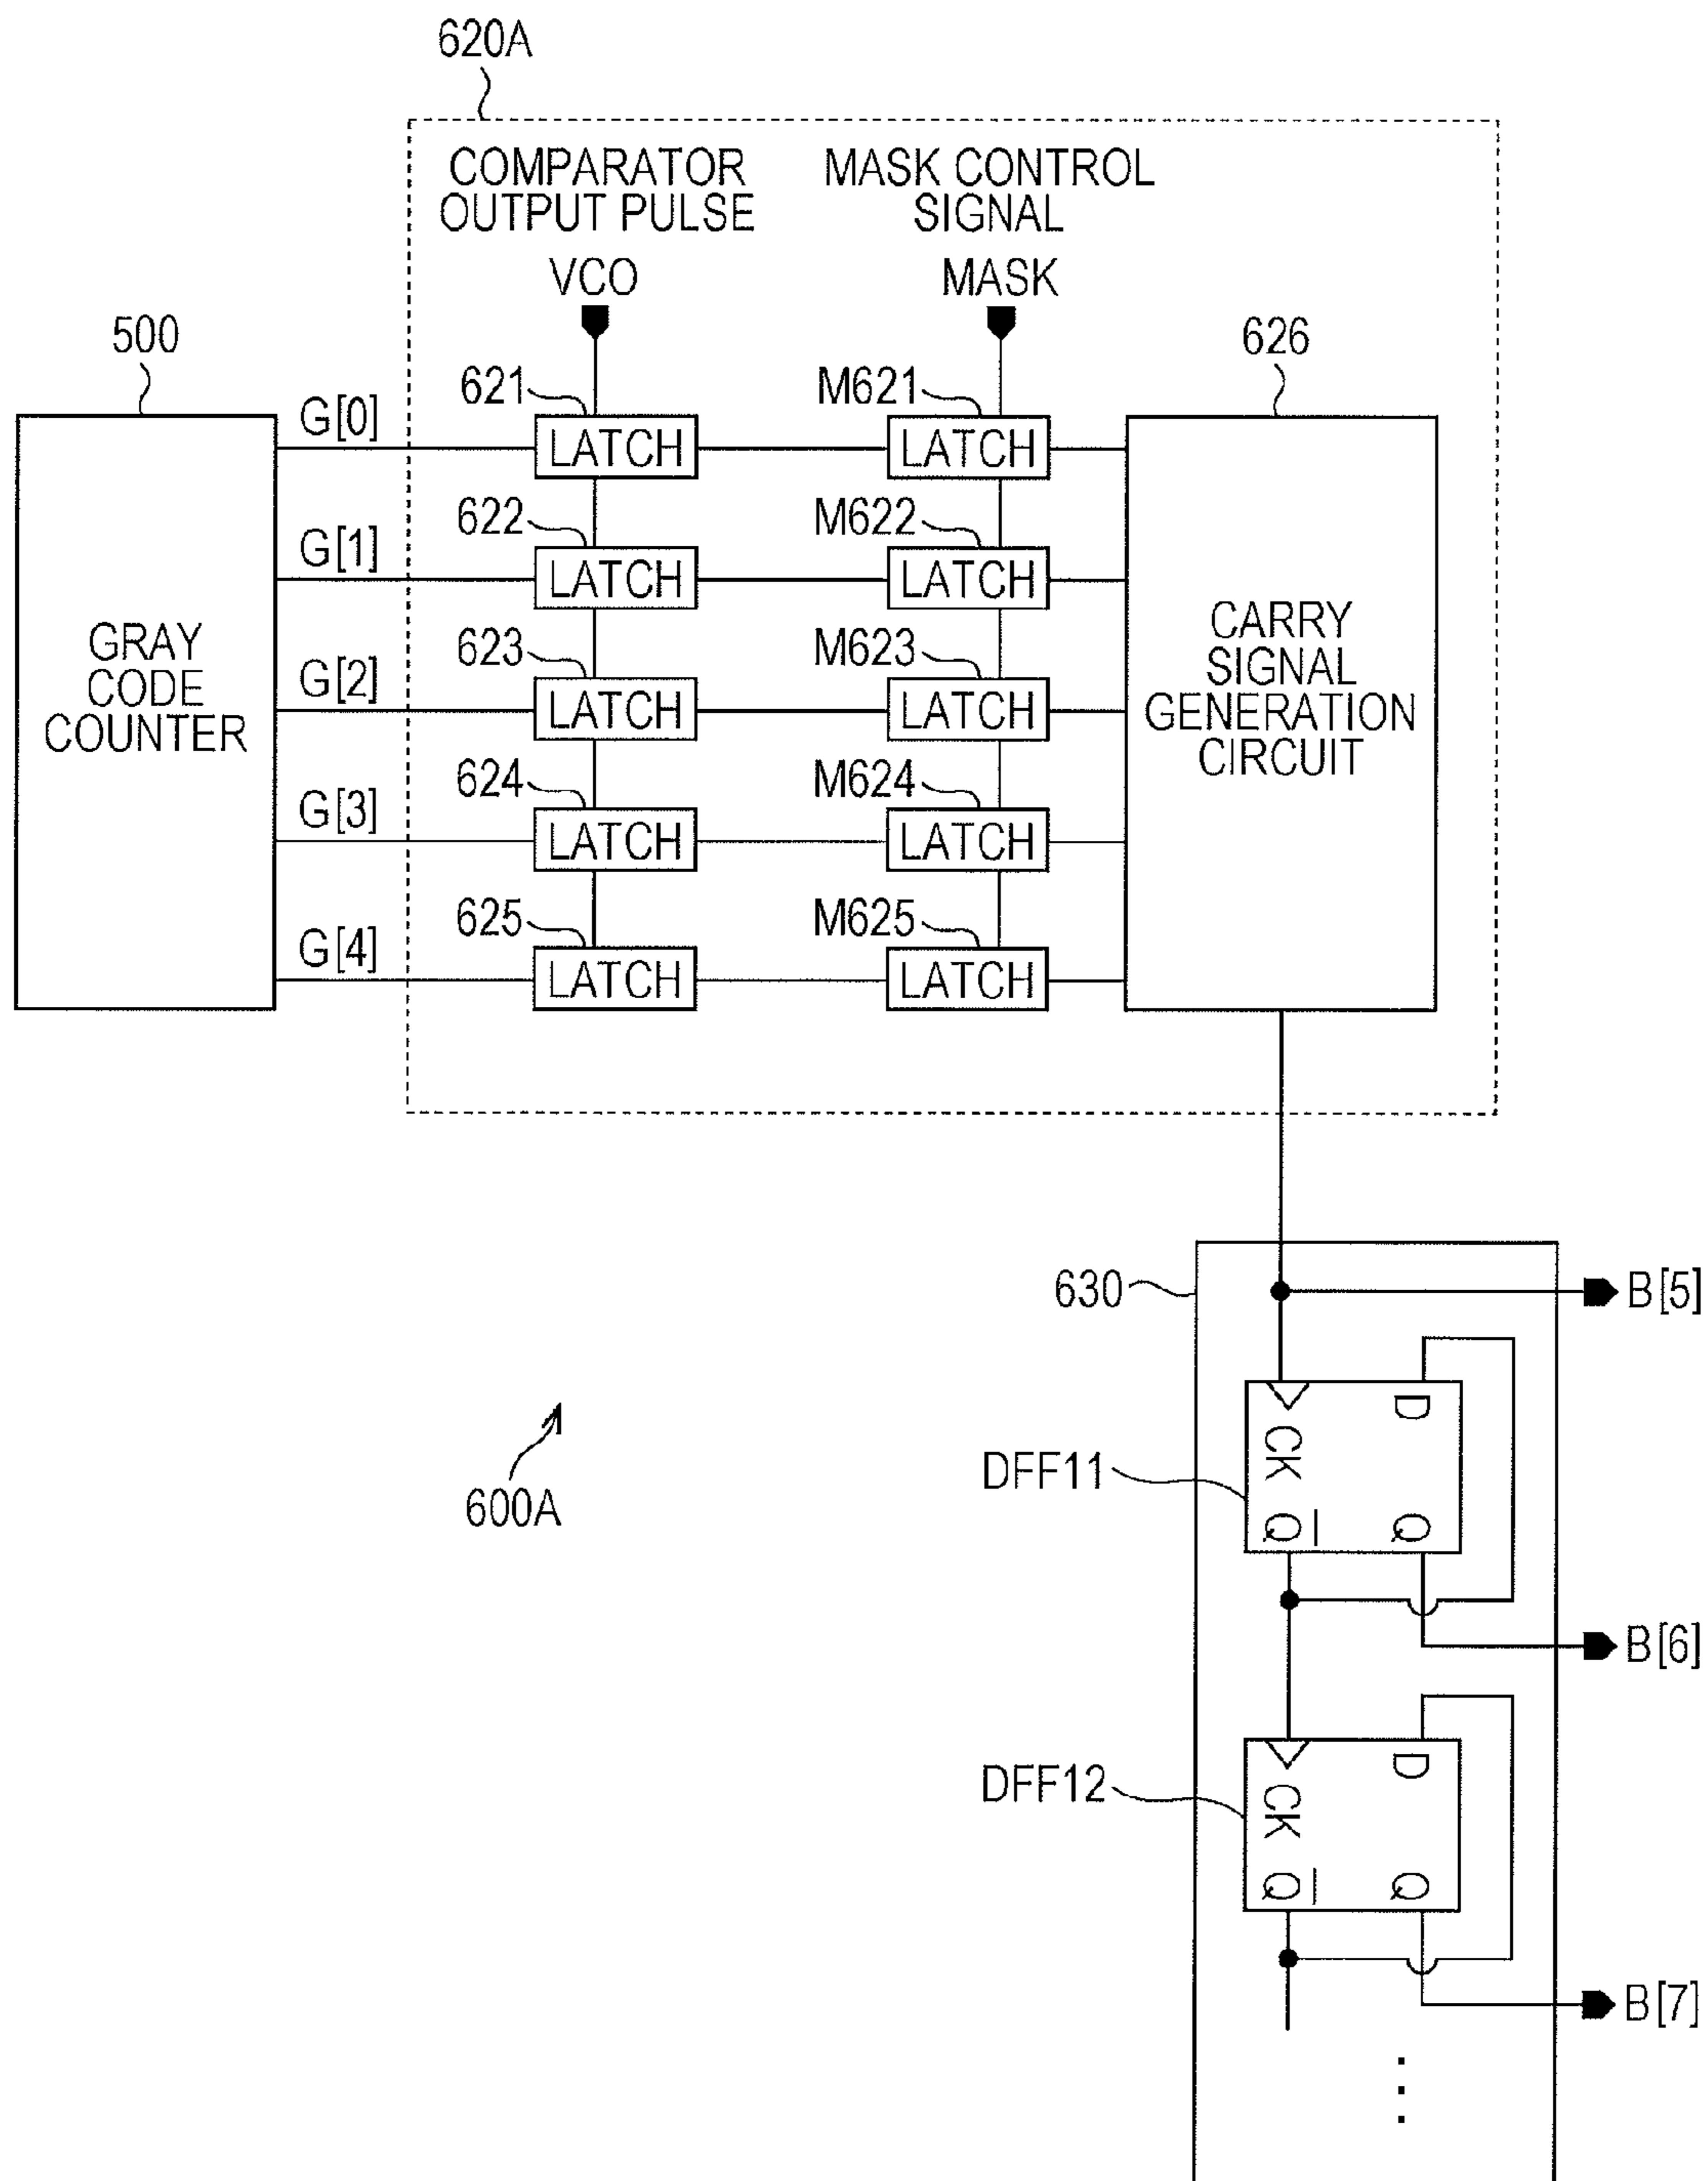 620A
COMPARATOR
OUTPUT PULSE
VCO
MASK CONTROL
SIGNAL
MASK
500
626
G[0]
621
LATCH
M621
LATCH
G[1]
622
LATCH
M622
LATCH
GRAY
CODE
COUNTER
G[2]
623
LATCH
M623
LATCH
CARRY
SIGNAL
GENERATION
CIRCUIT
G[3]
624
LATCH
M624
LATCH
G[4]
625
LATCH
M625
LATCH
630
B[5]
600A
DFF11
CK
D
Q
Q
B[6]
DFF12
CK
D
Q
Q
B[7]